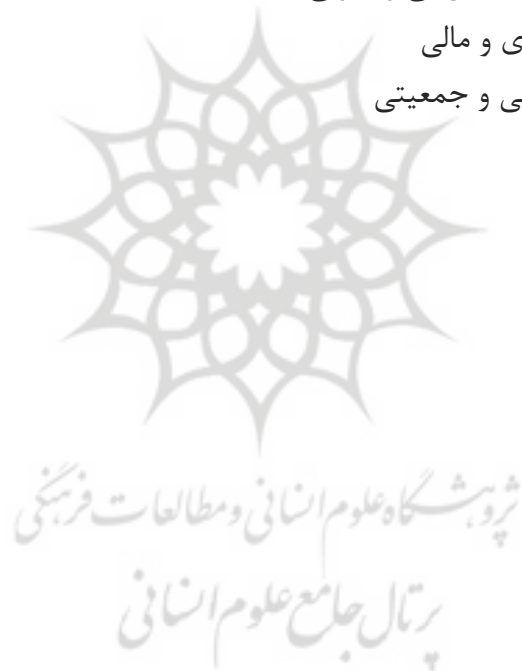 ی و مالی
ی و جمعیتی
پژوهشگاه علوم انسانی و مطالعات فرهنگی
پرتال جامع علوم انسانی